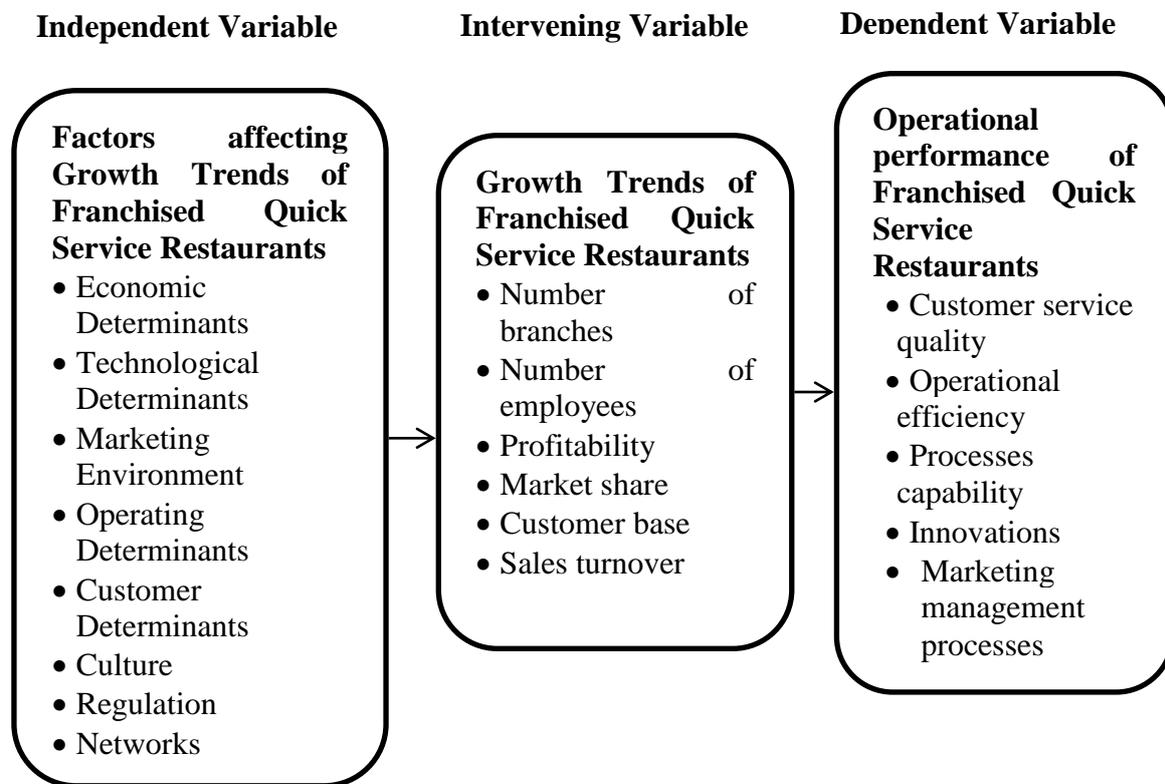 Independent Variable
Intervening Variable
Dependent Variable
Factors affecting
Growth Trends of
Franchised Quick
Service Restaurants
• Economic
Determinants
• Technological
Determinants
• Marketing
Environment
• Operating
Determinants
• Customer
Determinants
• Culture
• Regulation
• Networks
Growth Trends of
Franchised Quick
Service Restaurants
• Number of
branches
• Number of
employees
• Profitability
• Market share
• Customer base
• Sales turnover
Operational
performance of
Franchised Quick
Service
Restaurants
• Customer service
quality
• Operational
efficiency
• Processes
capability
• Innovations
• Marketing
management
processes